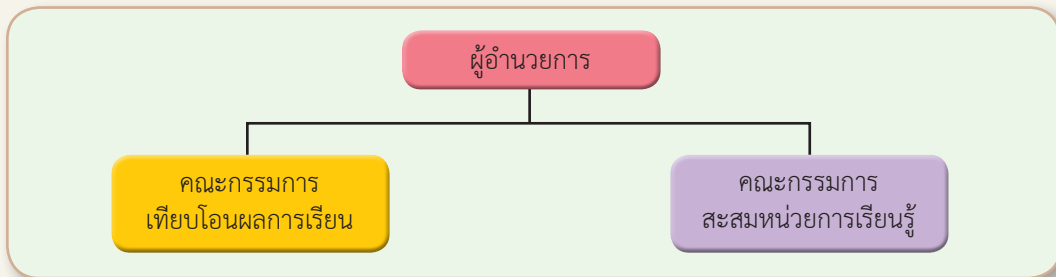 ผู้อำนวยการ
คณะกรรมการ
เทียบโอนผลการเรียน
คณะกรรมการ
สะสมหน่วยการเรียนรู้